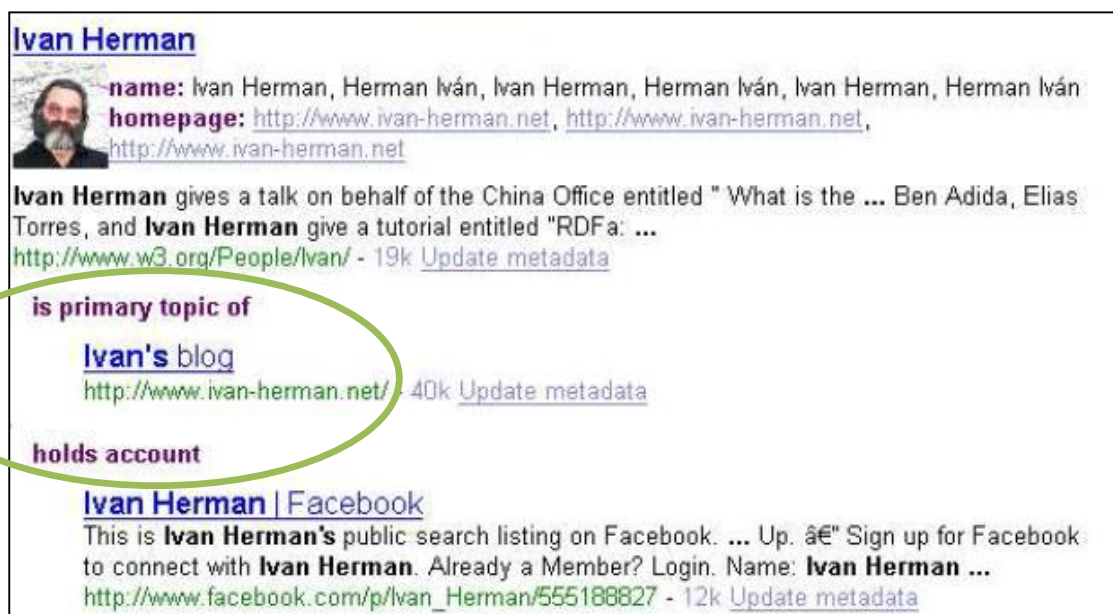 Ivan Herman
name: Ivan Herman, Herman Iván, Ivan Herman, Herman Iván, Ivan Herman, Herman Iván
homepage: http://www.ivan-herman.net, http://www.ivan-herman.net,
http://www.ivan-herman.net
Ivan Herman gives a talk on behalf of the China Office entitled " What is the ... Ben Adida, Elias
Torres, and Ivan Herman give a tutorial entitled "RDFa: ...
http://www.w3.org/People/Ivan/ - 19k Update metadata
is primary topic of
Ivan's blog
http://www.ivan-herman.net/ - 40k Update metadata
holds account
Ivan Herman | Facebook
This is Ivan Herman's public search listing on Facebook. ... Up. â€" Sign up for Facebook
to connect with Ivan Herman. Already a Member? Login. Name: Ivan Herman ...
http://www.facebook.com/p/Ivan_Herman/555188827 - 12k Update metadata